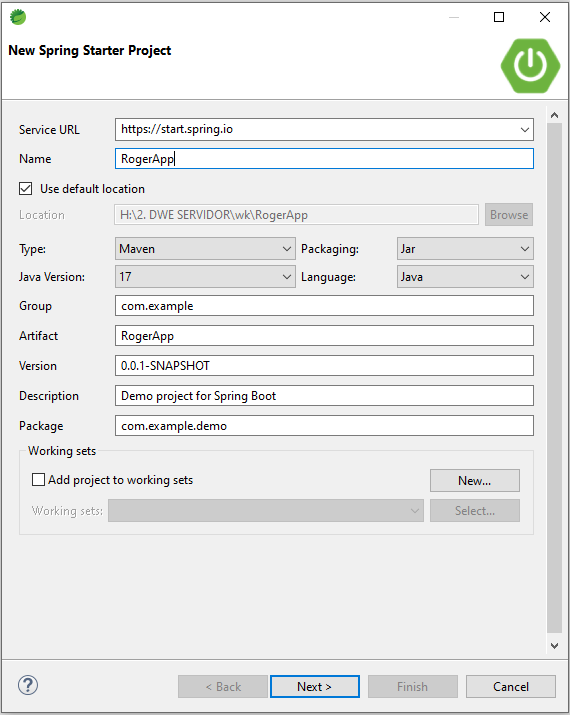 New Spring Starter Project
Service URL https://start.spring.io
Name RogerApp
Use default location
Location H:\2. DWE SERVIDOR\wk\RogerApp Browse
Type: Maven Packaging: Jar
Java Version: 17 Language: Java
Group com.example
Artifact RogerApp
Version 0.0.1-SNAPSHOT
Description Demo project for Spring Boot
Package com.example.demo
Working sets
Add project to working sets New...
Working sets: Select...
? < Back Next > Finish Cancel